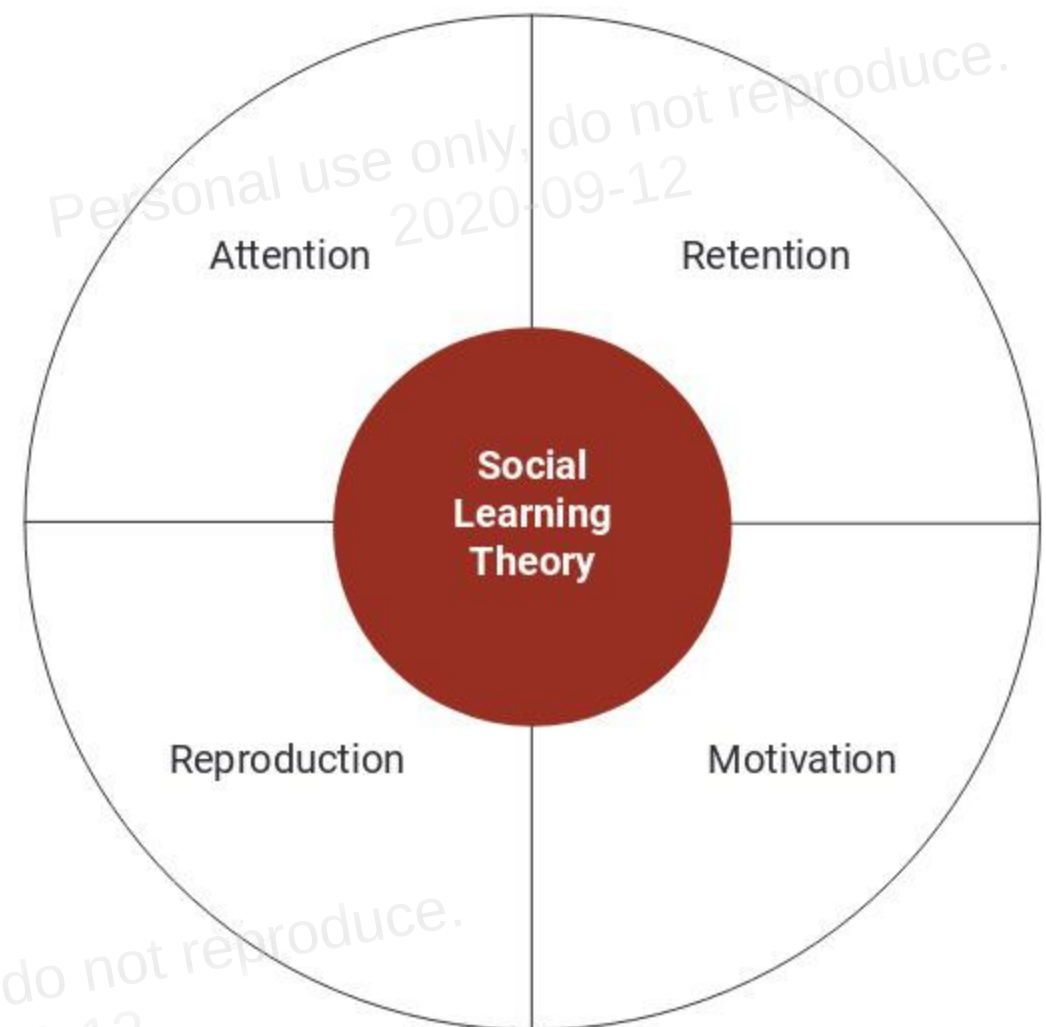 Personal use only, do not reproduce.
2020-09-12
Attention
Retention
Social
Learning
Theory
Reproduction
Motivation
do not reproduce.